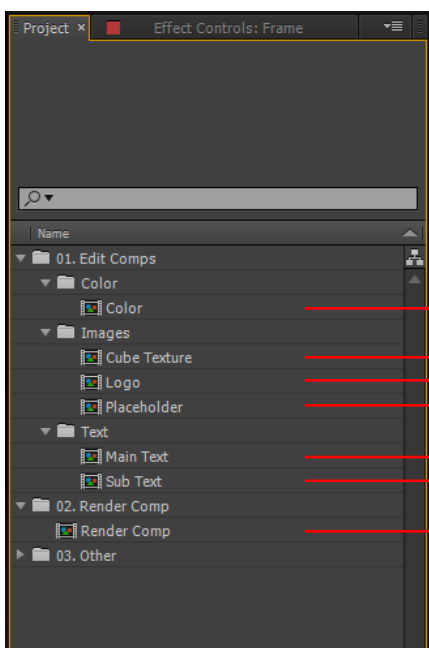 Project × Effect Controls: Frame
Name
01. Edit Comps
Color
Color
Images
Cube Texture
Logo
Placeholder
Text
Main Text
Sub Text
02. Render Comp
Render Comp
03. Other